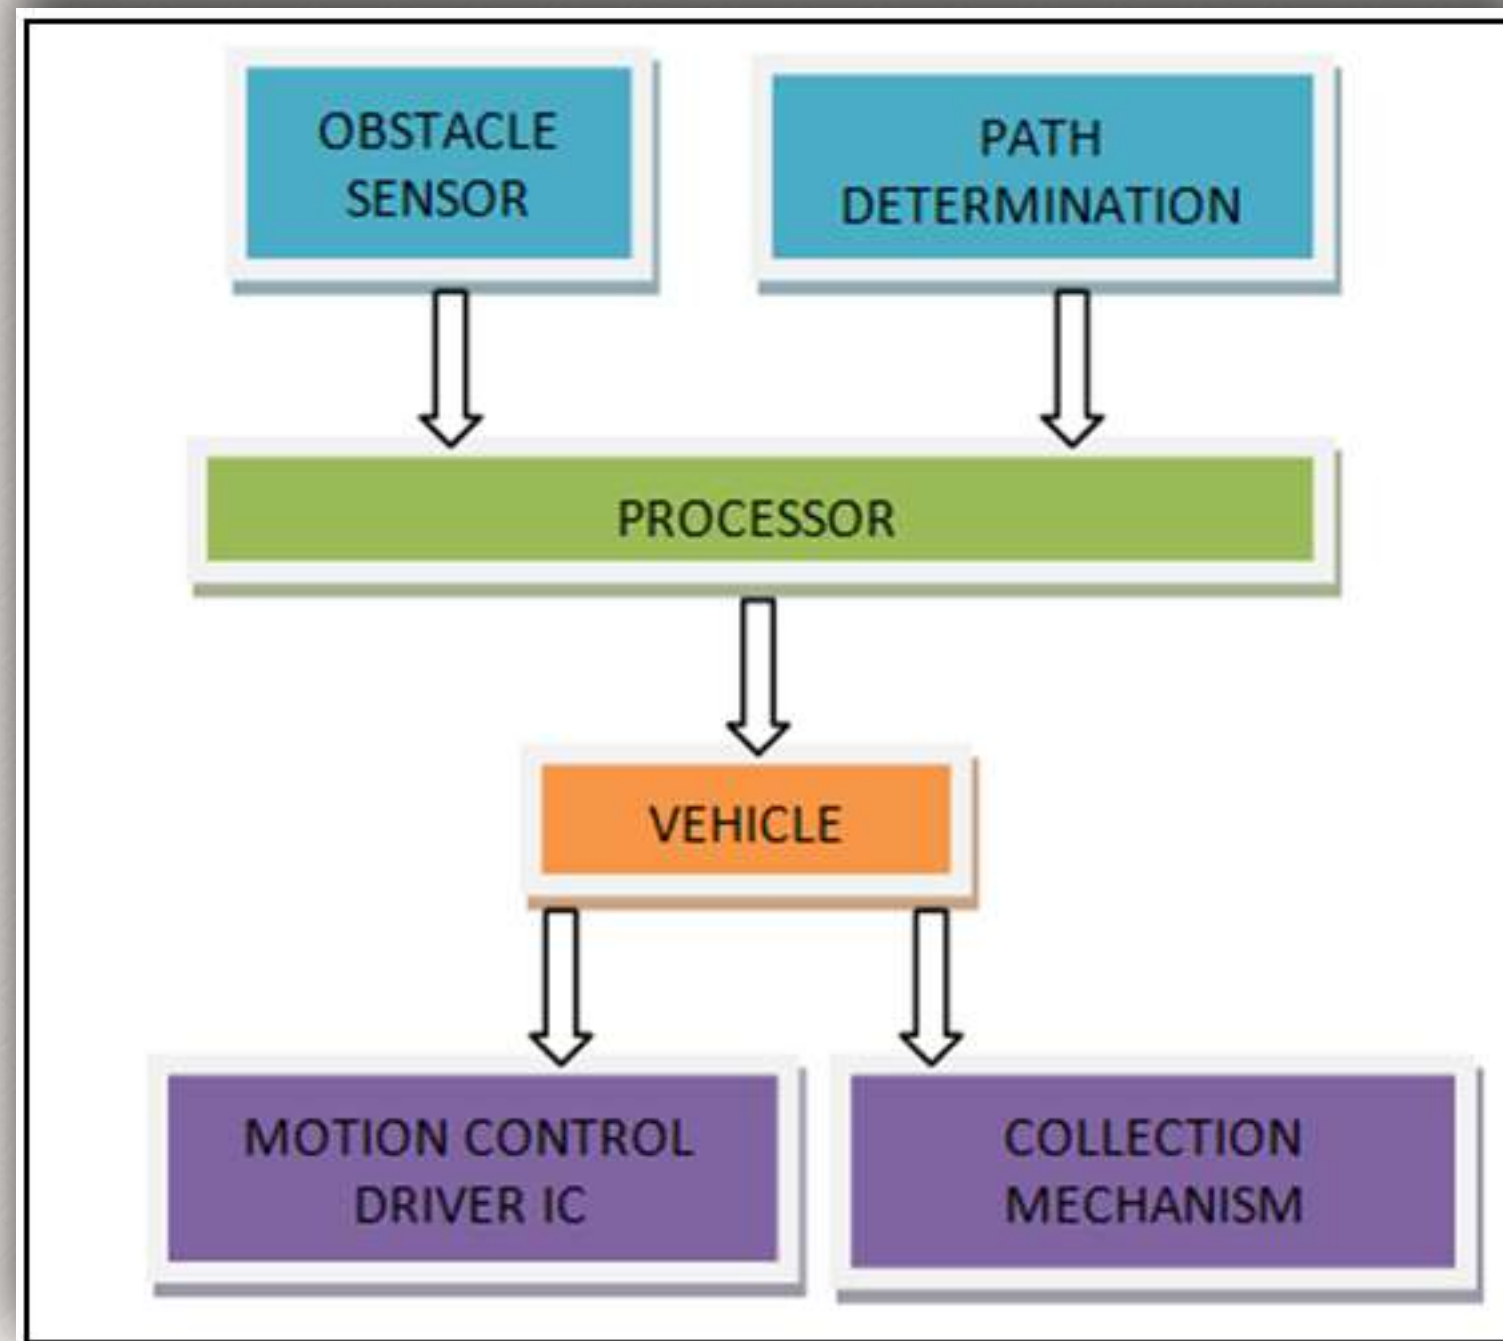 OBSTACLE
SENSOR
PATH
DETERMINATION
PROCESSOR
VEHICLE
MOTION CONTROL
DRIVER IC
COLLECTION
MECHANISM